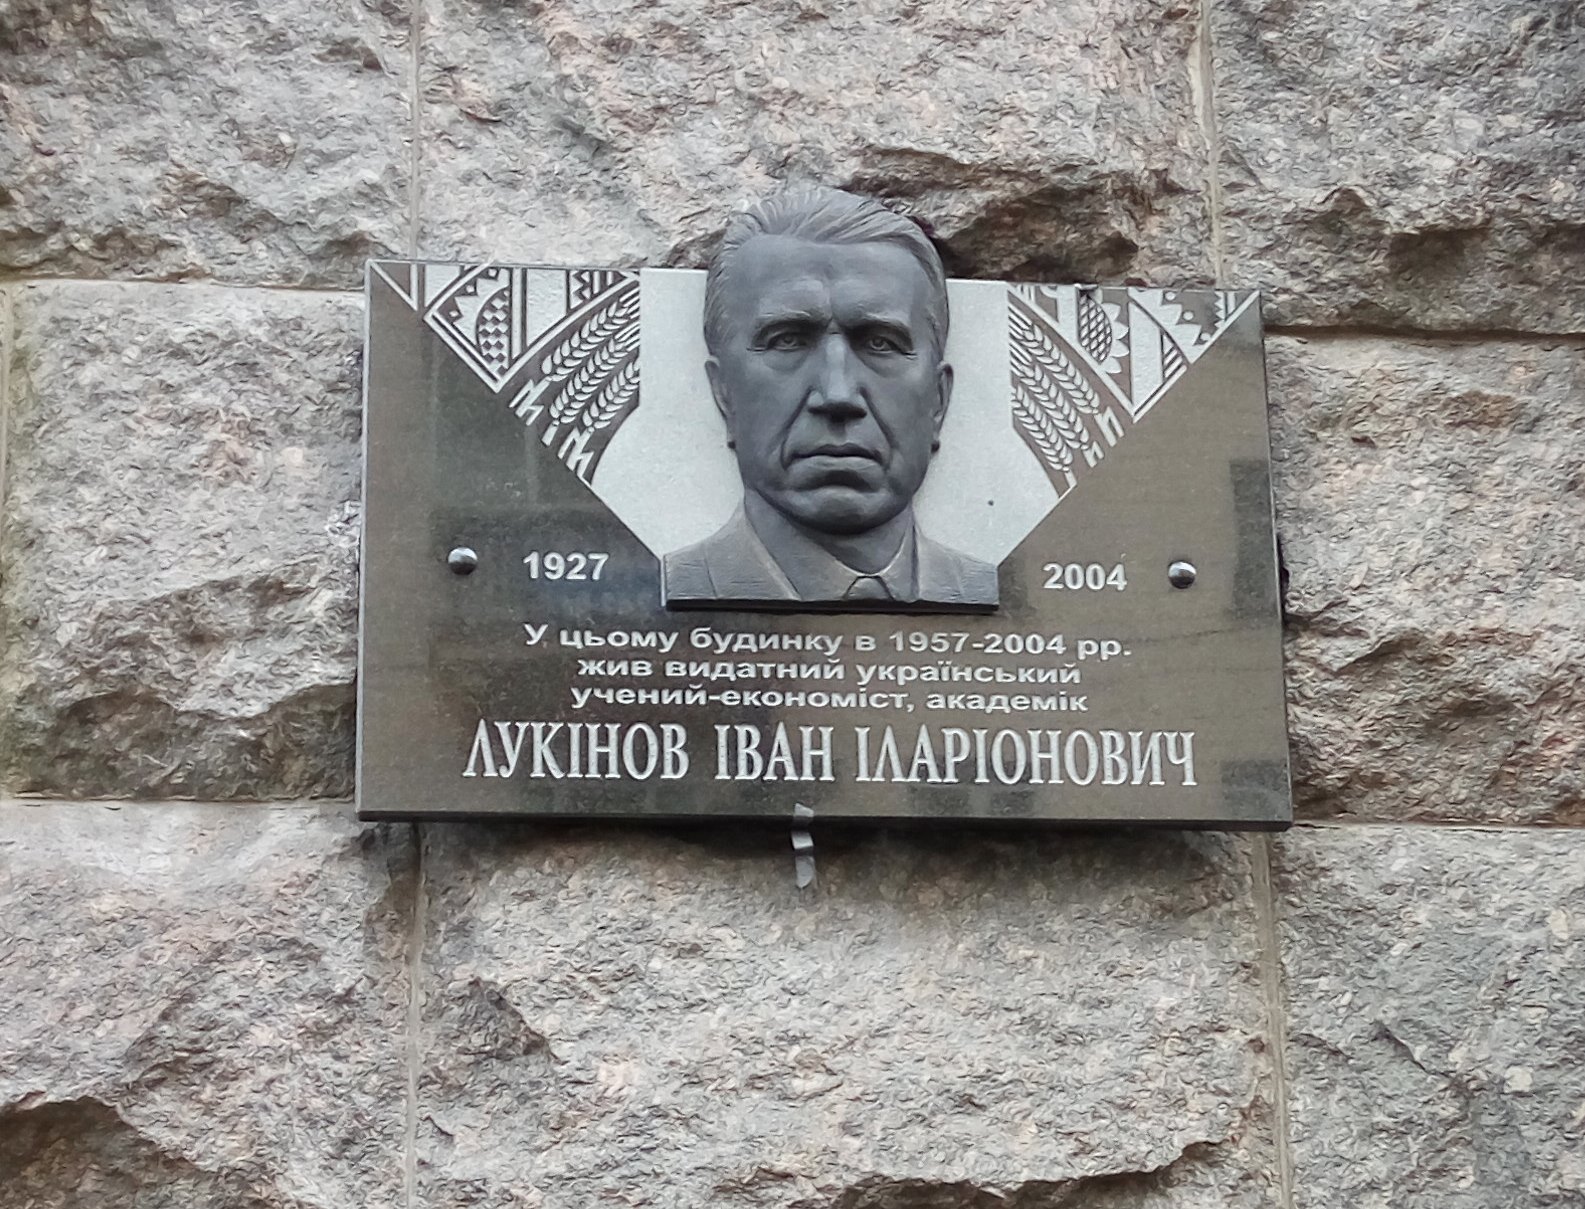 1927 2004
У цьому будинку в 1957-2004 рр.
жив видатний український
учений-економіст, академік
ЛУКІНОВ ІВАН ІЛАРІОНОВИЧ